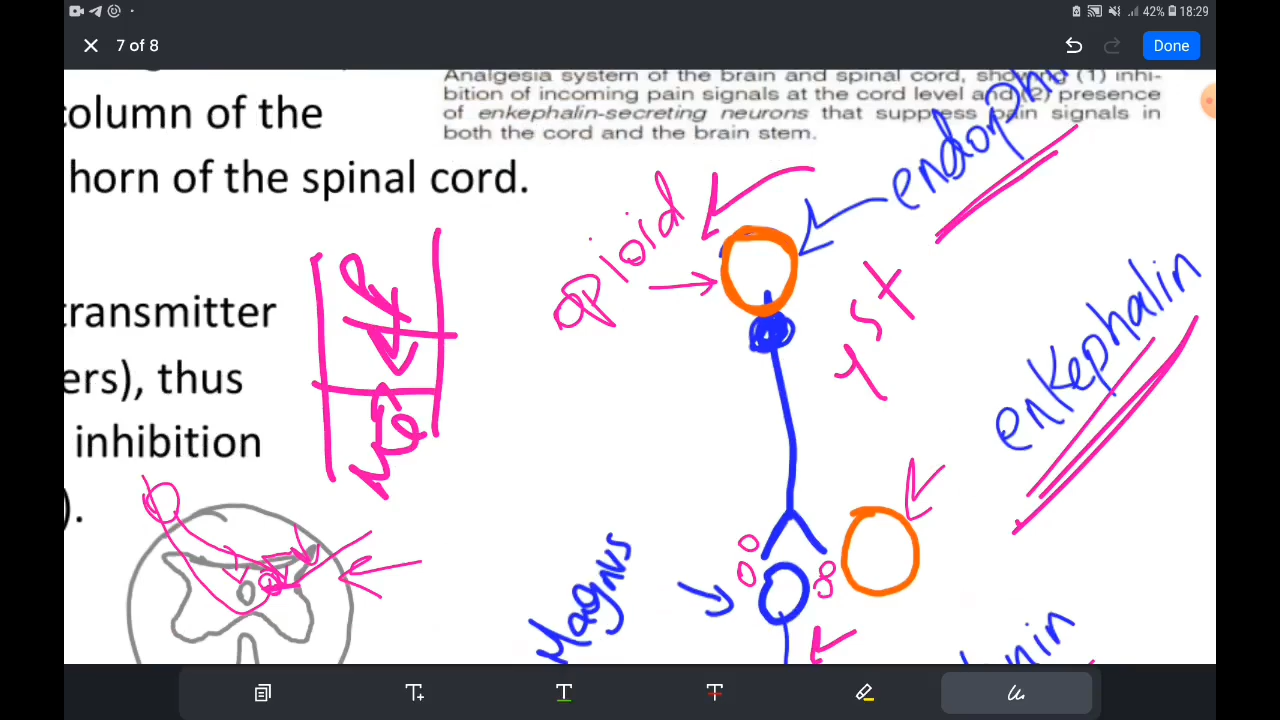 42% 18:29
7 of 8
Done
Analgesia system of the brain and spinal cord, showing (1) inhi-
bition of incoming pain signals at the cord level and (2) presence
of enkephalin-secreting neurons that suppress pain signals in
both the cord and the brain stem.
column of the
horn of the spinal cord.
transmitter
ers), thus
inhibition
).
opioid
1st
enkephalin
Magnus